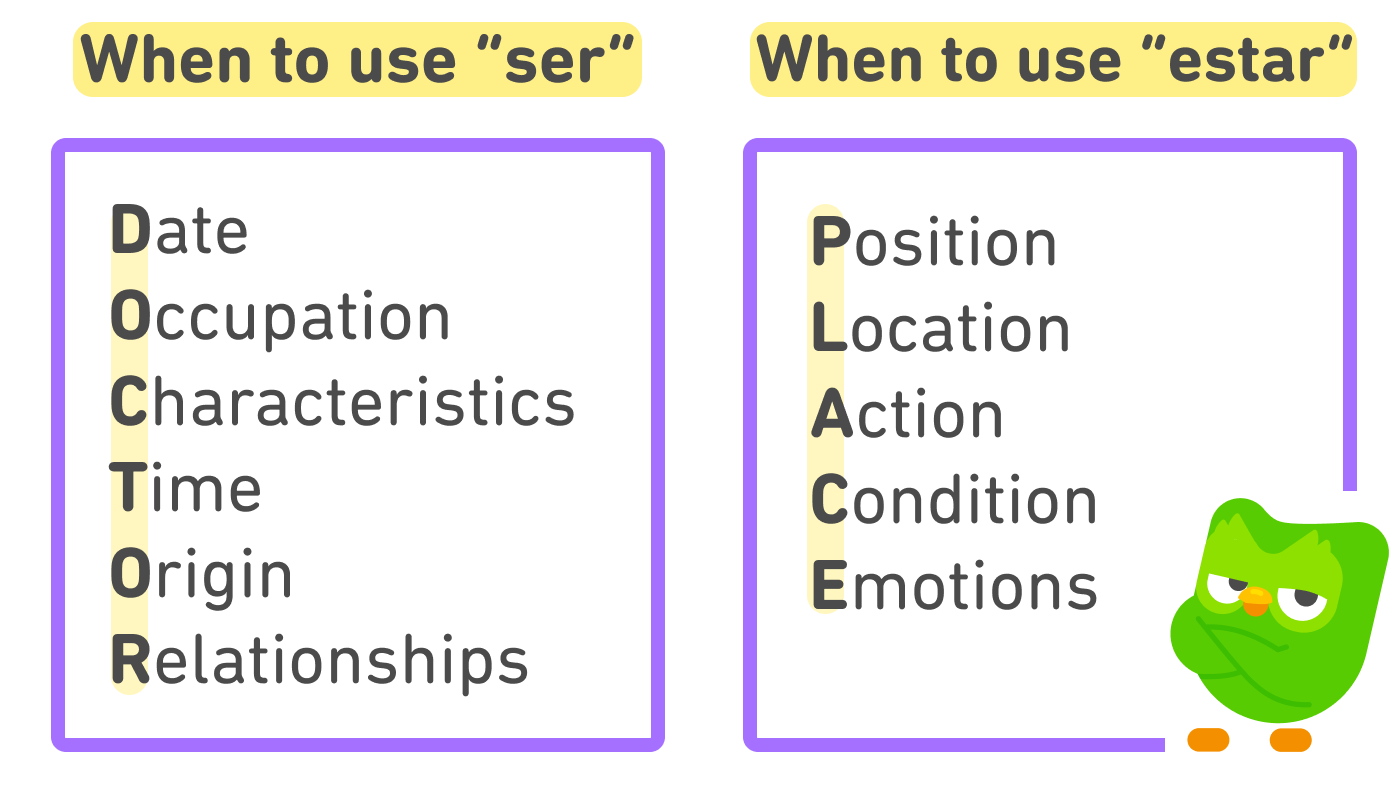 When to use “ser”
Date
Occupation
Characteristics
Time
Origin
Relationships
When to use “estar”
Position
Location
Action
Condition
Emotions